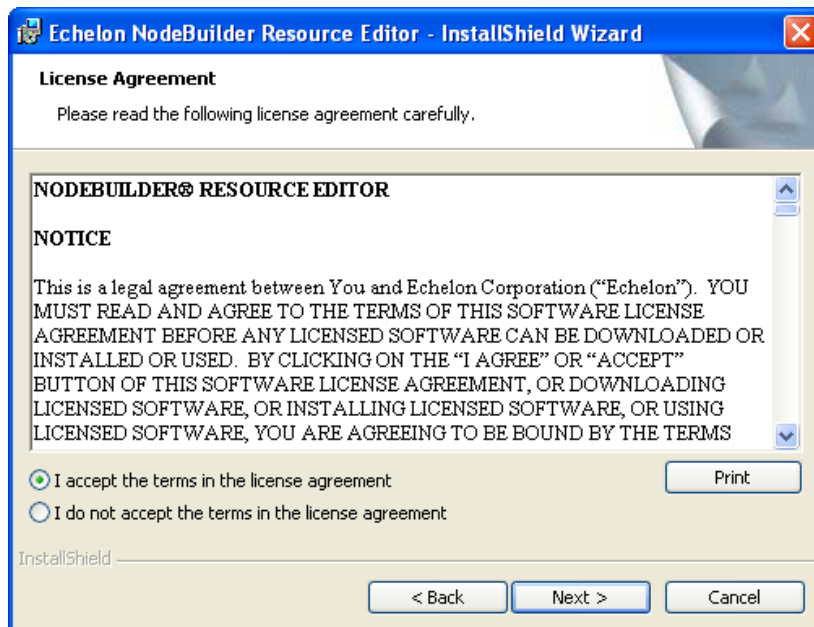 Echelon NodeBuilder Resource Editor - InstallShield Wizard
License Agreement
Please read the following license agreement carefully.
NODEBUILDER® RESOURCE EDITOR
NOTICE
This is a legal agreement between You and Echelon Corporation (“Echelon”).  YOU
MUST READ AND AGREE TO THE TERMS OF THIS SOFTWARE LICENSE
AGREEMENT BEFORE ANY LICENSED SOFTWARE CAN BE DOWNLOADED OR
INSTALLED OR USED.  BY CLICKING ON THE “I AGREE” OR “ACCEPT”
BUTTON OF THIS SOFTWARE LICENSE AGREEMENT, OR DOWNLOADING
LICENSED SOFTWARE, OR INSTALLING LICENSED SOFTWARE, OR USING
LICENSED SOFTWARE, YOU ARE AGREEING TO BE BOUND BY THE TERMS
I accept the terms in the license agreement
Print
I do not accept the terms in the license agreement
InstallShield
< Back
Next >
Cancel